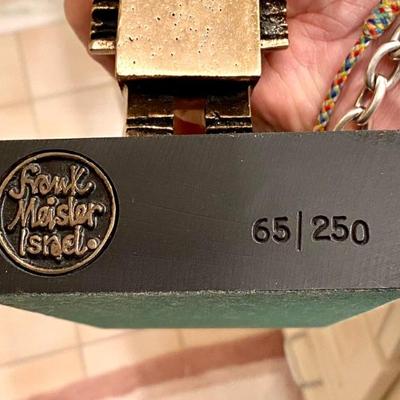 Frank
Meisler
Israel.
65/250